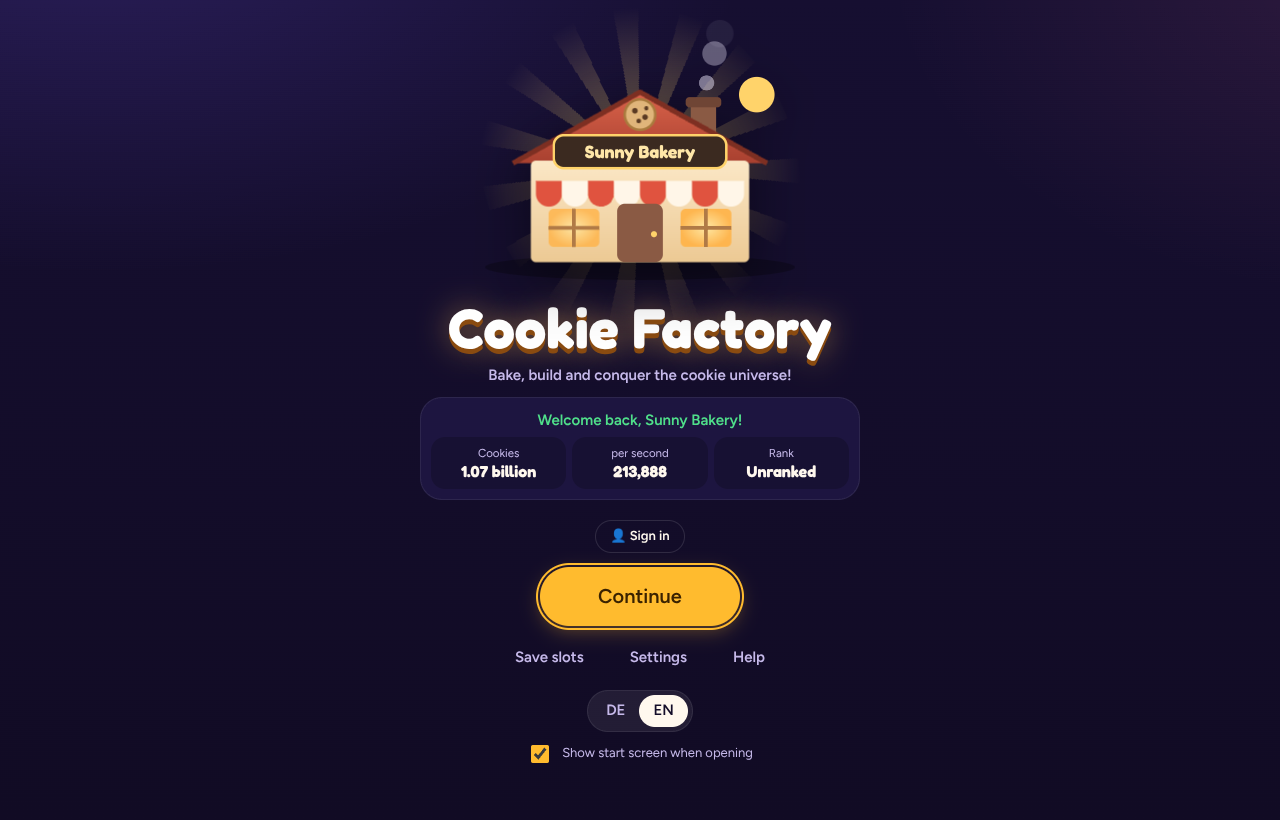 Sunny Bakery
Cookie Factory
Bake, build and conquer the cookie universe!
Welcome back, Sunny Bakery!
Cookies
1.07 billion
per second
213,888
Rank
Unranked
👤 Sign in
Continue
Save slots
Settings
Help
DE
EN
Show start screen when opening